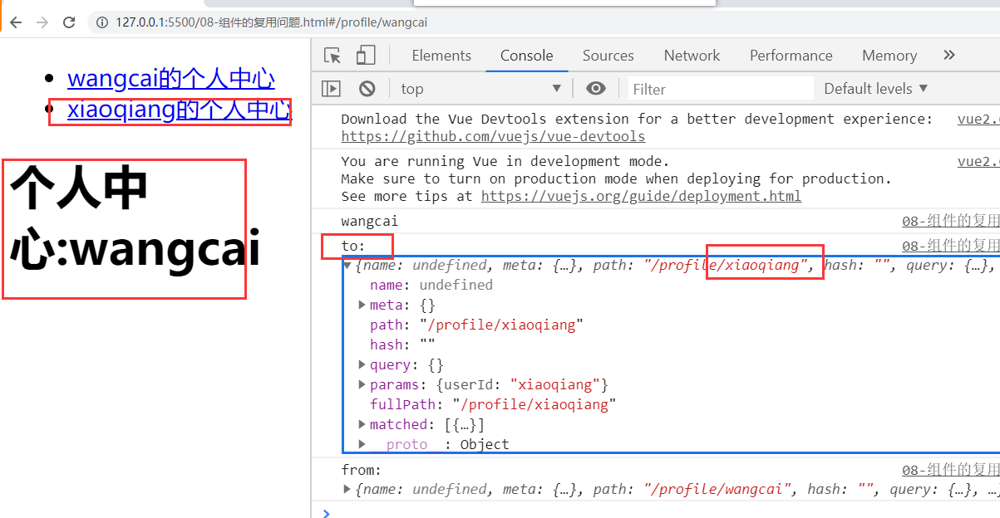 127.0.0.1:5500/08-组件的复用问题.html#/profile/wangcai
wangcai的个人中心
xiaoqiang的个人中心
个人中
心:wangcai
Elements Console Sources Network Performance Memory
top Filter Default levels ▼
Download the Vue Devtools extension for a better development experience: vue2.
https://github.com/vuejs/vue-devtools
You are running Vue in development mode. vue2.
Make sure to turn on production mode when deploying for production.
See more tips at https://vuejs.org/guide/deployment.html
wangcai 08-组件的复用
to: 08-组件的复用
{name: undefined, meta: {…}, path: "/profile/xiaoqiang", hash: "", query: {…},
name: undefined
meta: {}
path: "/profile/xiaoqiang"
hash: ""
query: {}
params: {userId: "xiaoqiang"}
fullPath: "/profile/xiaoqiang"
matched: [{…}]
__proto__: Object
from: 08-组件的复用
{name: undefined, meta: {…}, path: "/profile/wangcai", hash: "", query: {…}, …}